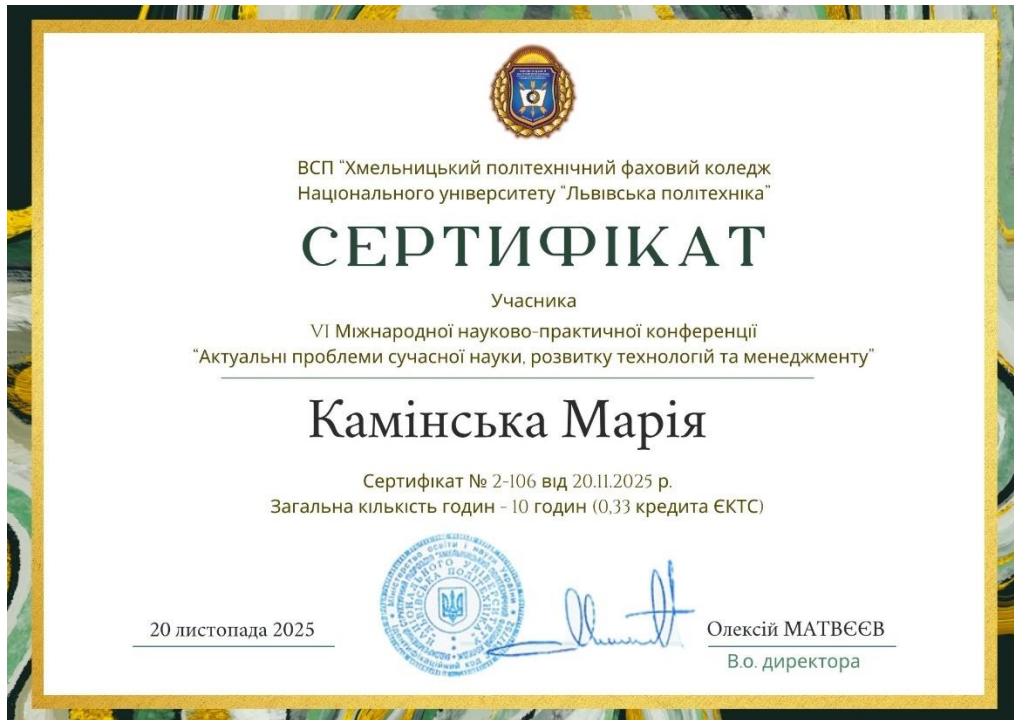 ВСП “Хмельницький політехнічний фаховий коледж
Національного університету “Львівська політехніка”
СЕРТИФІКАТ
Учасника
VI Міжнародної науково-практичної конференції
“Актуальні проблеми сучасної науки, розвитку технологій та менеджменту”
Камінська Марія
Сертифікат № 2-106 від 20.11.2025 р.
Загальна кількість годин - 10 годин (0,33 кредита ЄКТС)
20 листопада 2025
Олексій МАТВЄЄВ
В.о. директора